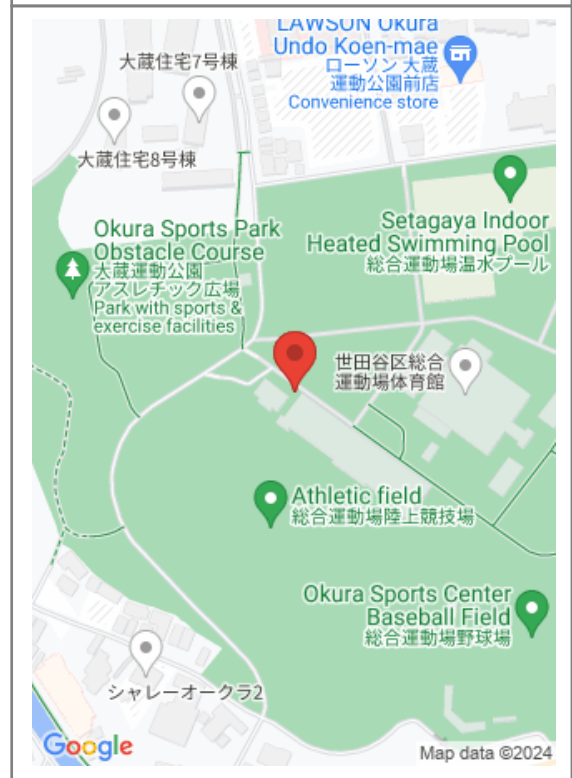 LAWSON Okura
Undo Koen-mae
ローソン 大蔵
運動公園前店
Convenience store
大蔵住宅7号棟
大蔵住宅8号棟
Setagaya Indoor
Heated Swimming Pool
総合運動場温水プール
Okura Sports Park
Obstacle Course
大蔵運動公園
アスレチック広場
Park with sports &
exercise facilities
世田谷区総合
運動場体育館
Athletic field
総合運動場陸上競技場
Okura Sports Center
Baseball Field
総合運動場野球場
シャレーオークラ2
Google
Map data ©2024